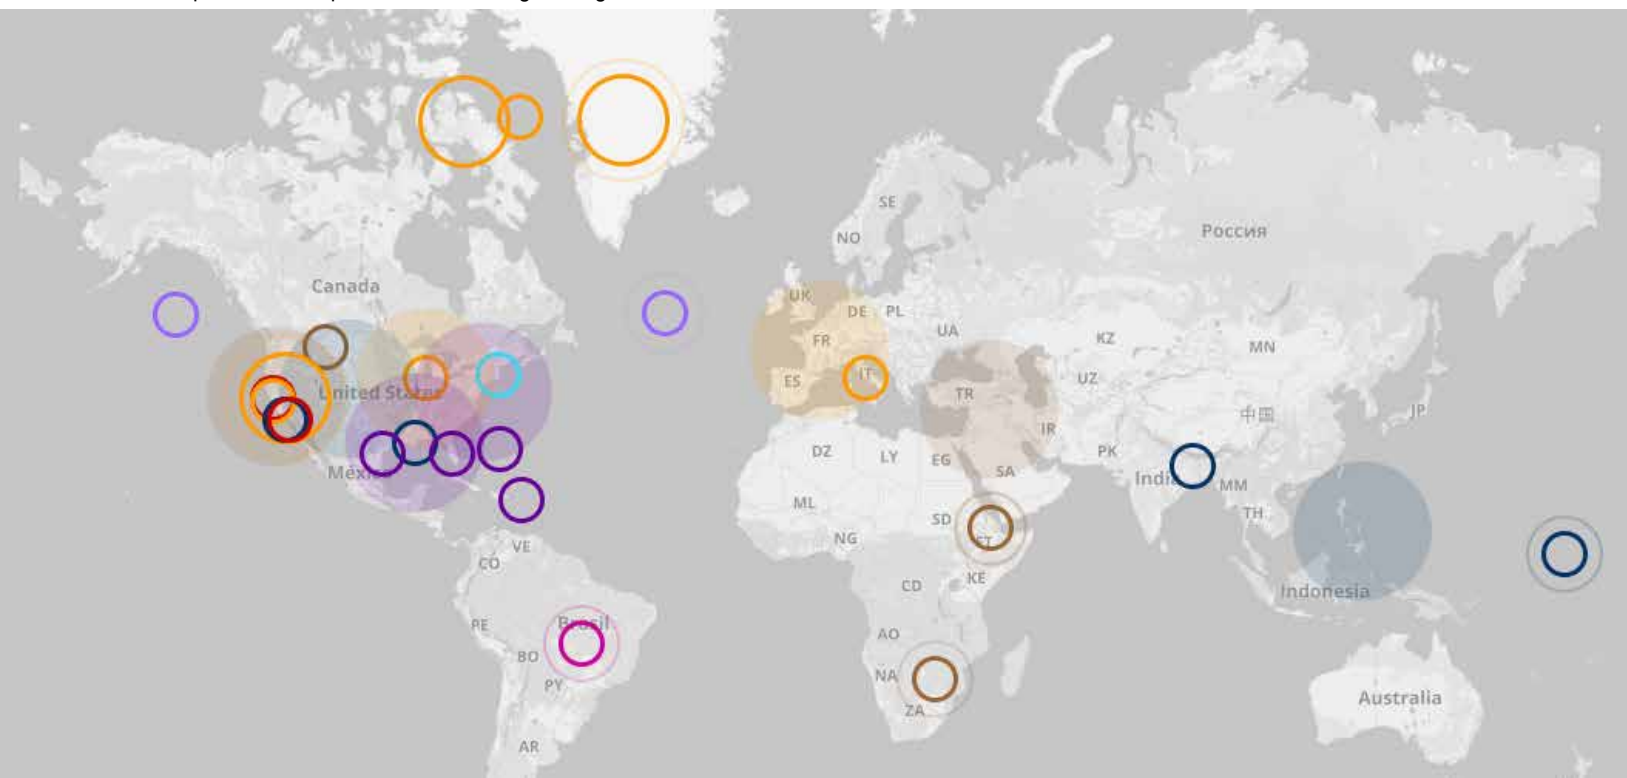 SE
Россия
NO
Canada
UK
DE
PL
UA
FR
KZ
MN
ES
IT
UZ
United States
TR
中国
JP
IR
DZ
LY
EG
PK
México
SA
India
MM
ML
SD
TH
NG
ET
VE
CO
CD
KE
Indonesia
PE
Brasil
AO
BO
NA
PY
Australia
ZA
AR